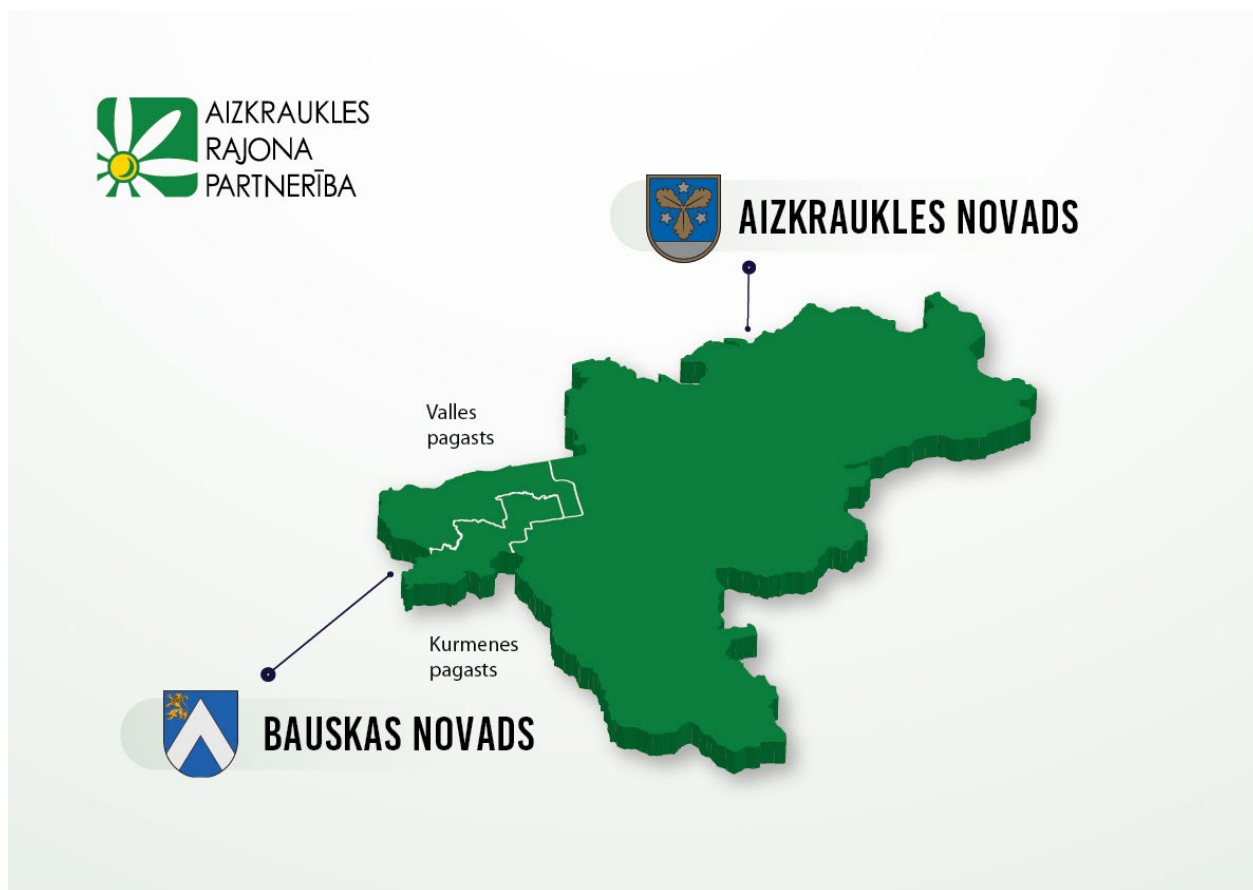 AIZKRAUKLES
RAJONA
PARTNERĪBA
AIZKRAUKLES NOVADS
Valles
pagasts
Kurmenes
pagasts
BAUSKAS NOVADS